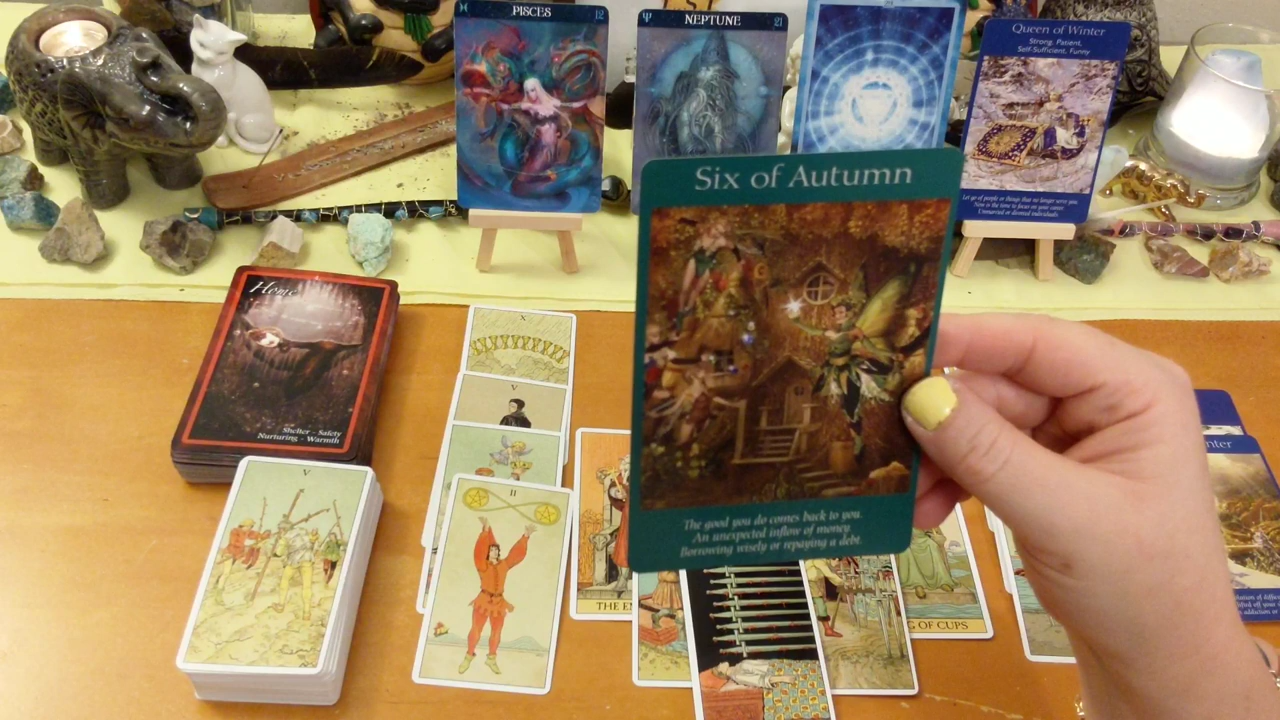 PISCES
12
NEPTUNE
21
Queen of Winter
Strong, Patient,
Self-Sufficient, Funny
Let go of people or things that no longer serve you.
Now is the time to focus on your career.
Unmarried or divorced individuals.
Six of Autumn
The good you do comes back to you.
An unexpected inflow of money.
Borrowing wisely or repaying a debt.
Home
Shelter - Safety
Nurturing - Warmth
X
V
V
II
THE EM
OF CUPS
nter